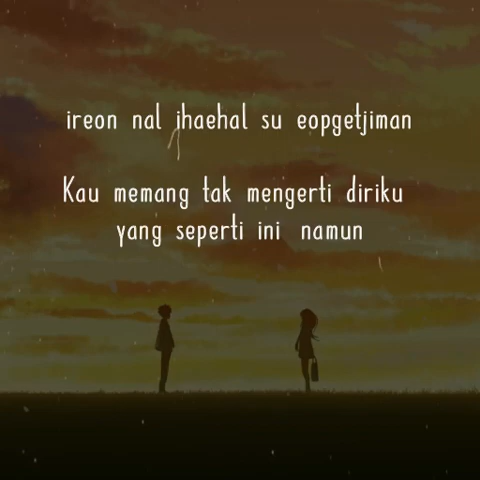 ireon nal ihaehal su eopgetjiman
Kau memang tak mengerti diriku
yang seperti ini namun